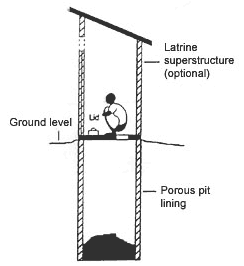 Latrine
superstructure
(optional)
Lid
Ground level
Porous pit
lining